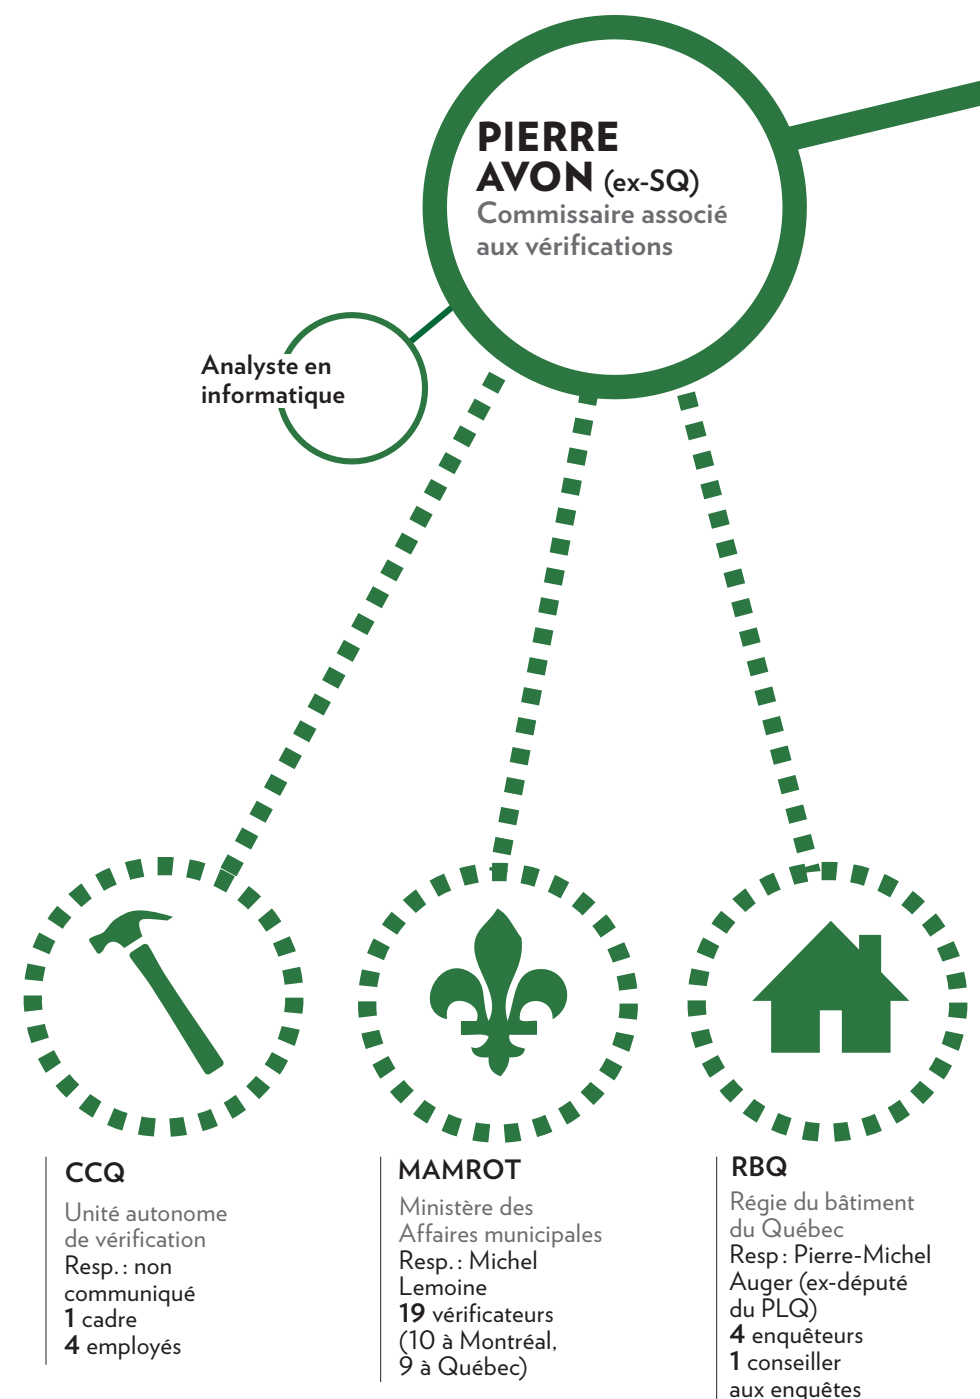 PIERRE
AVON (ex-SQ)
Commissaire associé
aux vérifications
Analyste en
informatique
CCQ
Unité autonome
de vérification
Resp. : non
communiqué
1 cadre
4 employés
MAMROT
Ministère des
Affaires municipales
Resp. : Michel
Lemoine
19 vérificateurs
(10 à Montréal,
9 à Québec)
RBQ
Régie du bâtiment
du Québec
Resp : Pierre-Michel
Auger (ex-député
du PLQ)
4 enquêteurs
1 conseiller
aux enquêtes